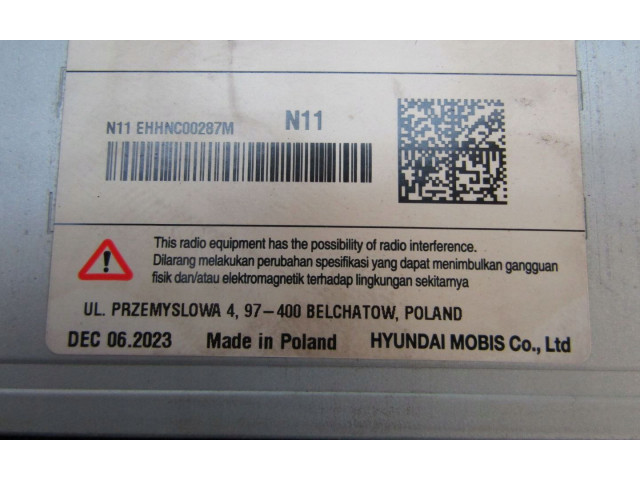 N11
N11 EHHNC00287M
This radio equipment has the possibility of radio interference.
Dilarang melakukan perubahan spesifikasi yang dapat menimbulkan gangguan
fisik dan/atau elektromagnetik terhadap lingkungan sekitarnya
UL. PRZEMYSLOWA 4, 97-400 BELCHATOW, POLAND
DEC 06.2023 Made in Poland HYUNDAI MOBIS Co., Ltd